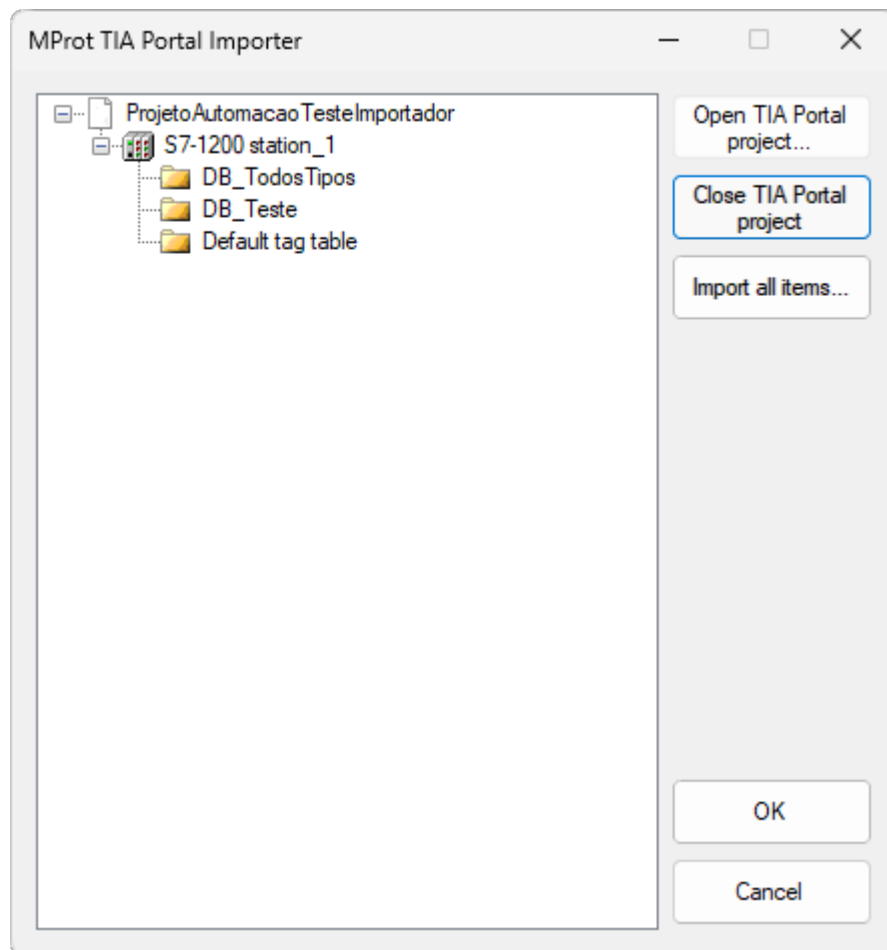 MProt TIA Portal Importer
ProjetoAutomacaoTesteImportador
S7-1200 station_1
DB_TodosTipos
DB_Teste
Default tag table
Open TIA Portal
project...
Close TIA Portal
project
Import all items...
OK
Cancel